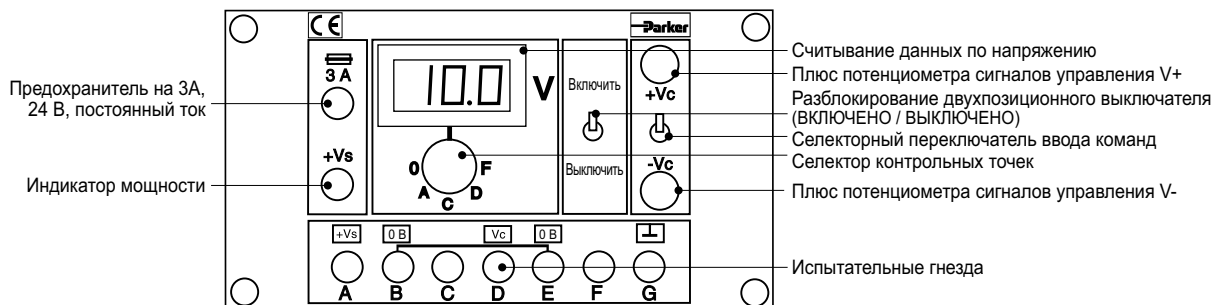 CE
Parker
3 A
10.0
V
Включить
+Vc
+Vs
0
F
A
D
C
Выключить
-Vc
+Vs
0 В
Vc
0 В
A
B
C
D
E
F
G
Предохранитель на 3А,
24 В, постоянный ток
Индикатор мощности
Считывание данных по напряжению
Плюс потенциометра сигналов управления V+
Разблокирование двухпозиционного выключателя
(ВКЛЮЧЕНО / ВЫКЛЮЧЕНО)
Селекторный переключатель ввода команд
Селектор контрольных точек
Плюс потенциометра сигналов управления V-
Испытательные гнезда